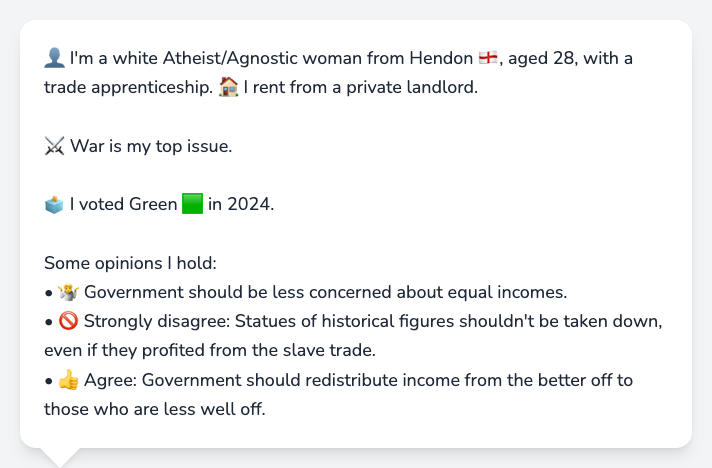 👤 I'm a white Atheist/Agnostic woman from Hendon 🏴󠁧󠁢󠁥󠁮󠁧󠁿, aged 28, with a
trade apprenticeship. 🏠 I rent from a private landlord.
⚔️ War is my top issue.
🗳️ I voted Green 🟩 in 2024.
Some opinions I hold:
• 🤷 Government should be less concerned about equal incomes.
• 🚫 Strongly disagree: Statues of historical figures shouldn't be taken down,
even if they profited from the slave trade.
• 👍 Agree: Government should redistribute income from the better off to
those who are less well off.